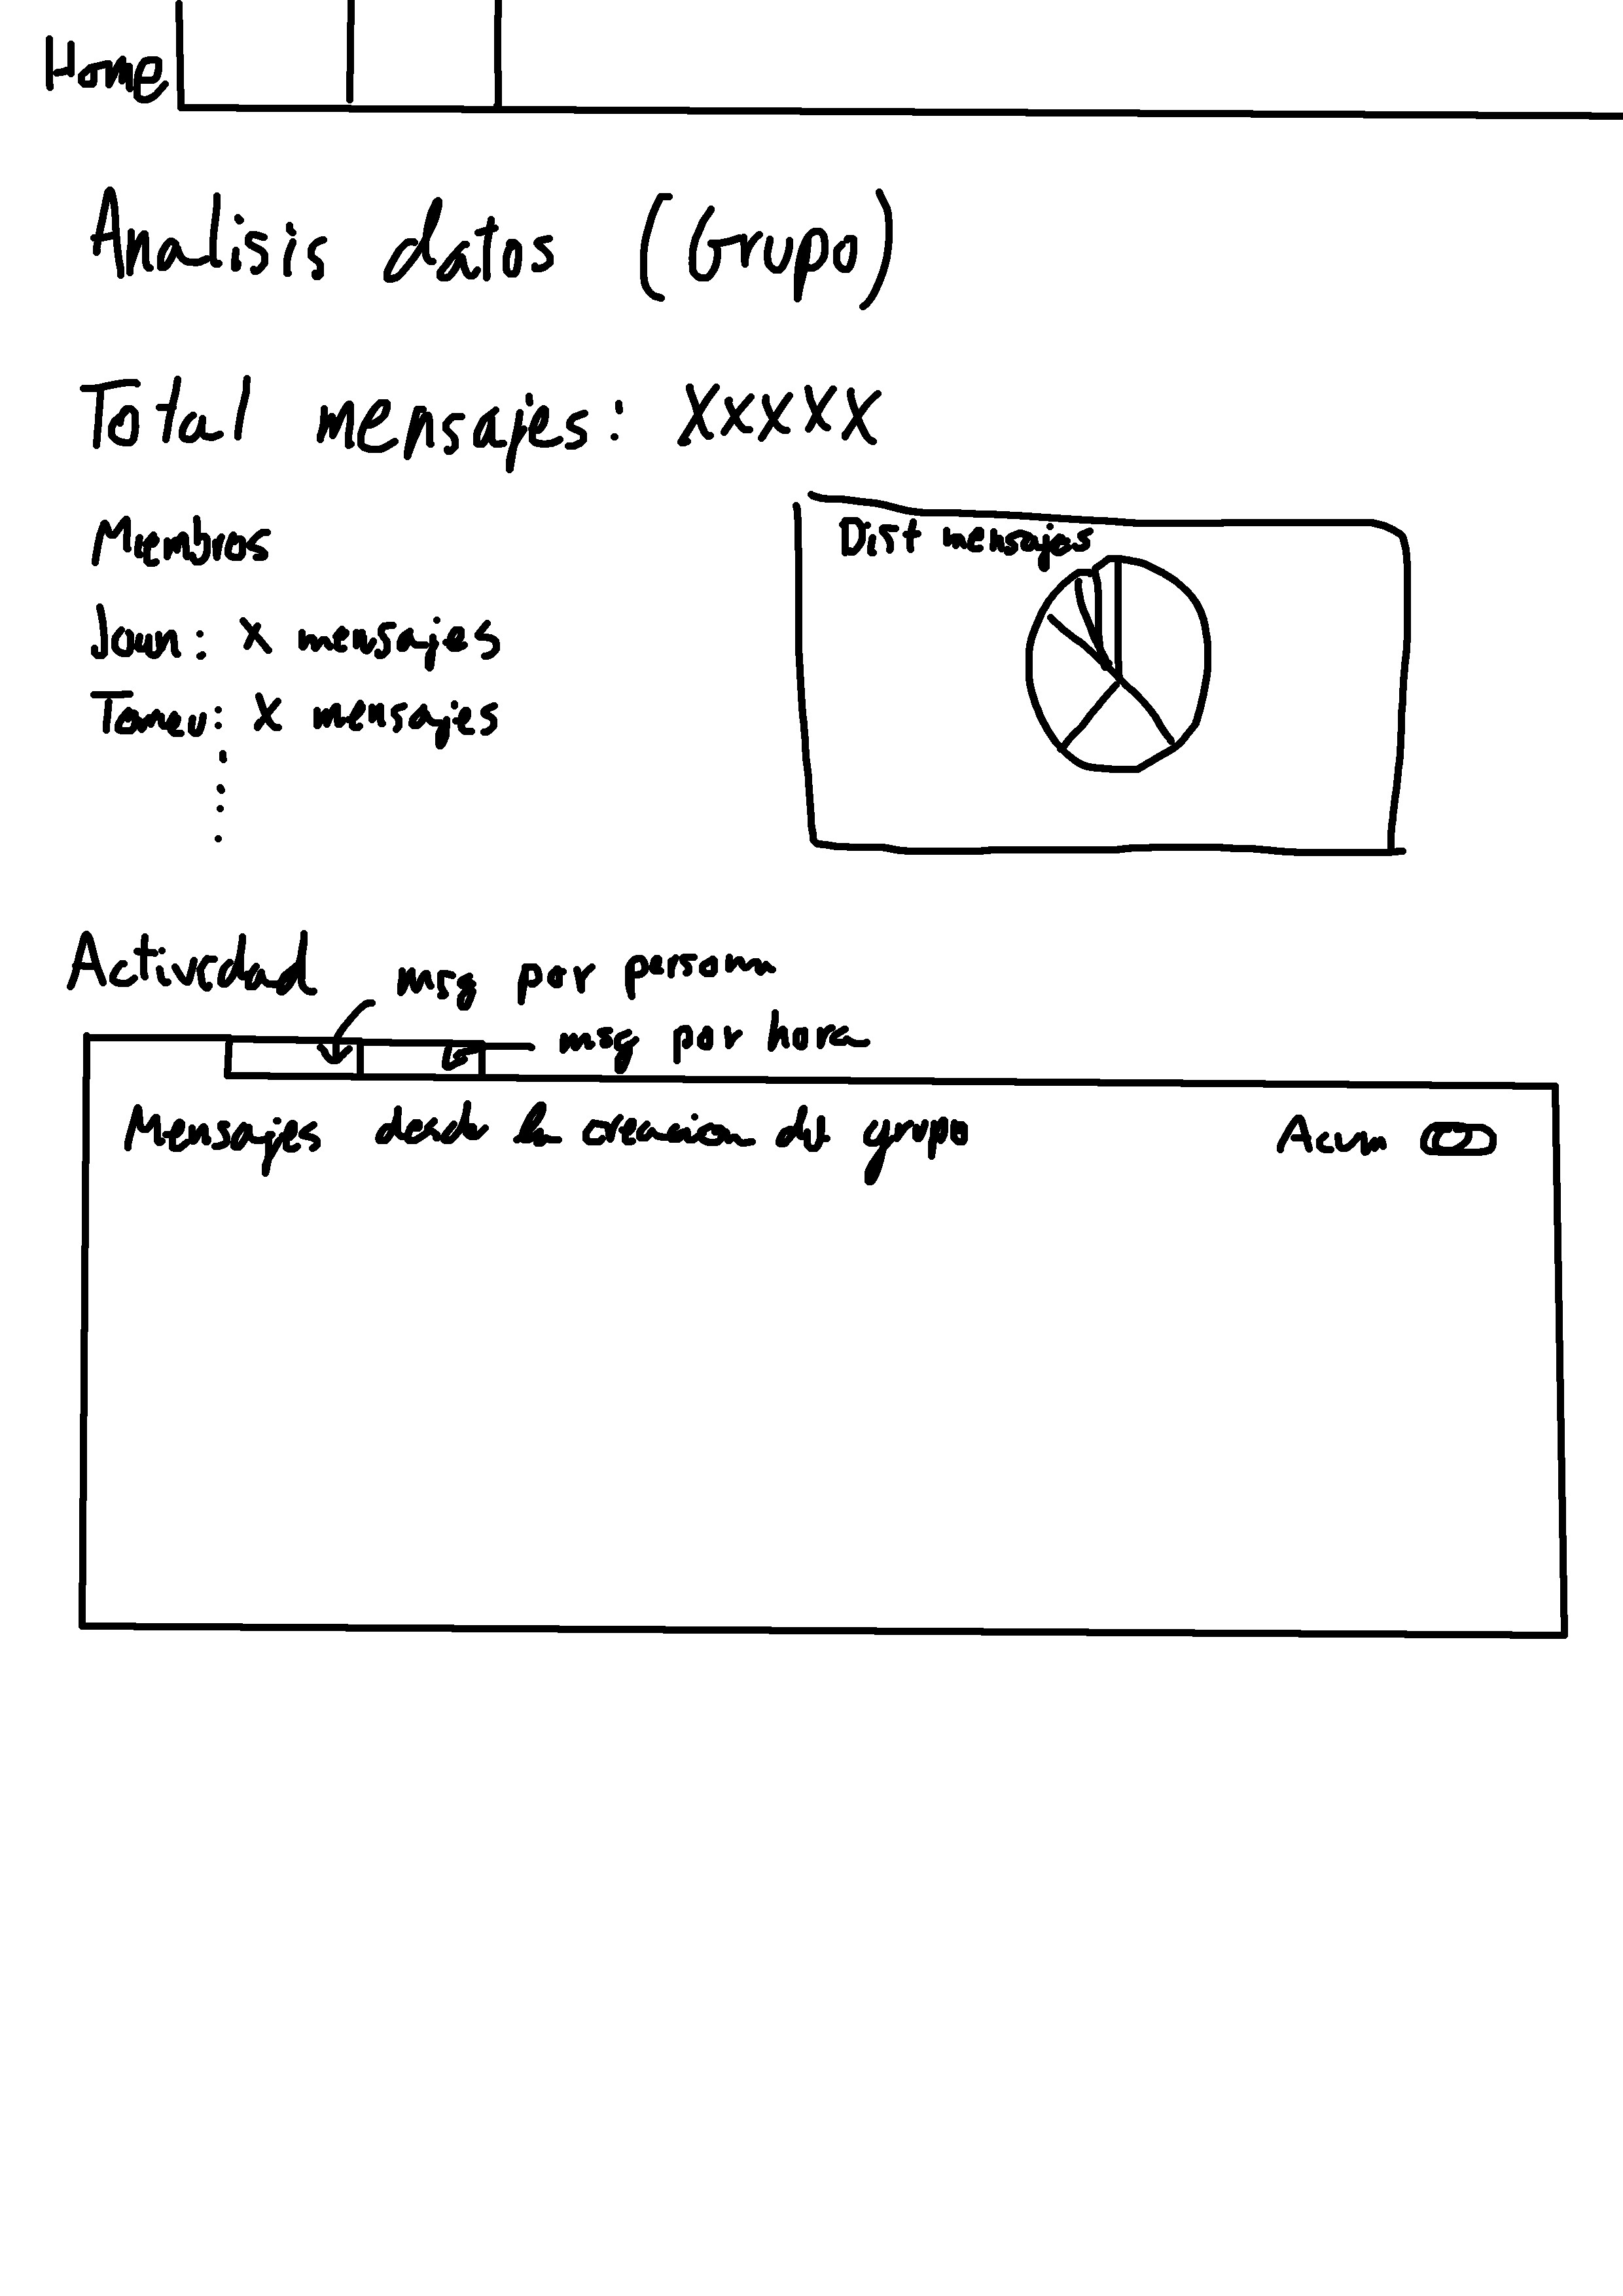 Home
Analisis datos (Grupo)
Total mensajes: XXXXX
Miembros
Joan: X mensajes
Tomeu: X mensajes
Dist mensajes
Actividad
msg por persona
msg por hora
Mensajes desde la creacion del grupo
Acum